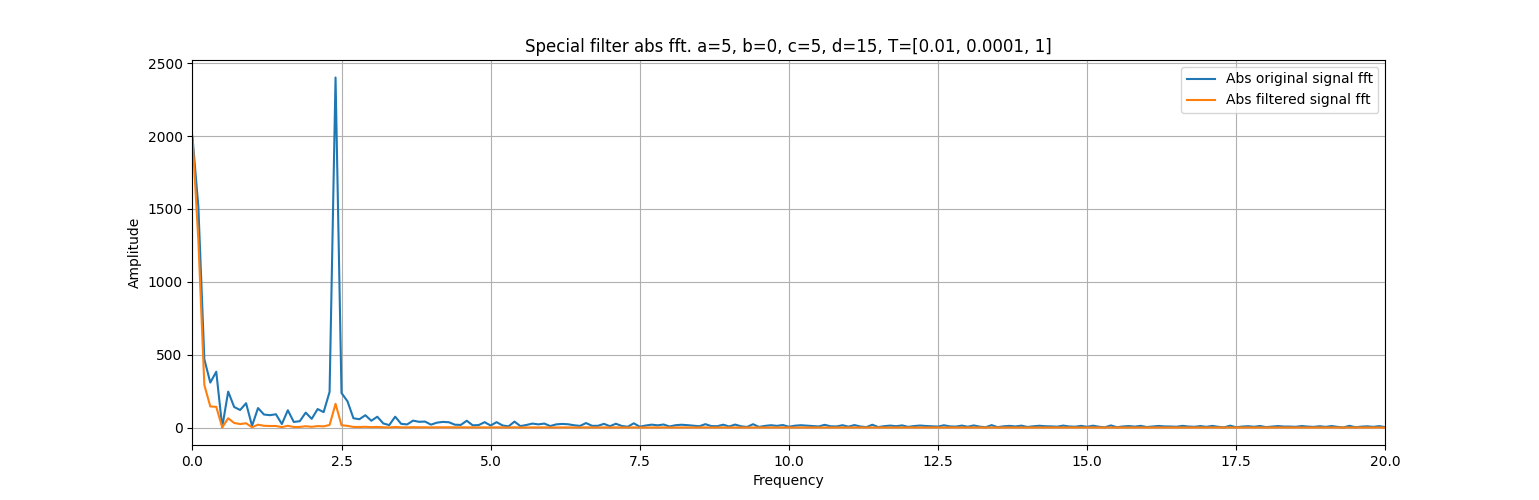 Special filter abs fft. a=5, b=0, c=5, d=15, T=[0.01, 0.0001, 1]
Abs original signal fft
Abs filtered signal fft
Amplitude
2500
2000
1500
1000
500
0
0.0 2.5 5.0 7.5 10.0 12.5 15.0 17.5 20.0
Frequency